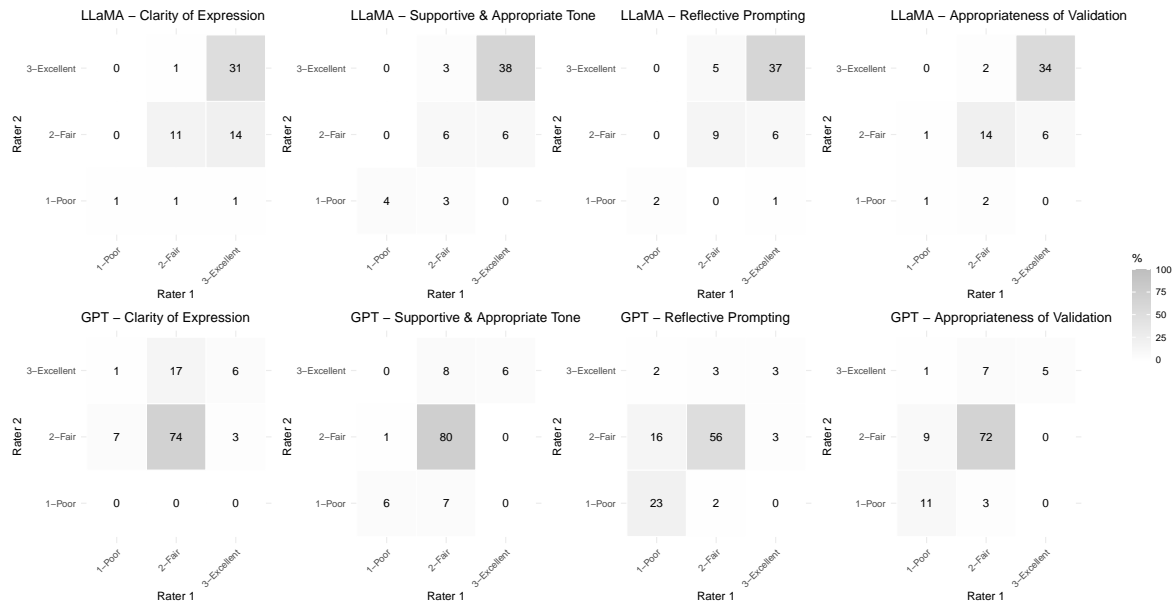 LLaMA − Clarity of Expression
3−Excellent 0 1 31
2−Fair 0 11 14
1−Poor 1 1 1
Rater 2
1−Poor 2−Fair 3−Excellent
Rater 1
LLaMA − Supportive & Appropriate Tone
3−Excellent 0 3 38
2−Fair 0 6 6
1−Poor 4 3 0
Rater 2
1−Poor 2−Fair 3−Excellent
Rater 1
LLaMA − Reflective Prompting
3−Excellent 0 5 37
2−Fair 0 9 6
1−Poor 2 0 1
Rater 2
1−Poor 2−Fair 3−Excellent
Rater 1
LLaMA − Appropriateness of Validation
3−Excellent 0 2 34
2−Fair 1 14 6
1−Poor 1 2 0
Rater 2
1−Poor 2−Fair 3−Excellent
Rater 1
GPT − Clarity of Expression
3−Excellent 1 17 6
2−Fair 7 74 3
1−Poor 0 0 0
Rater 2
1−Poor 2−Fair 3−Excellent
Rater 1
GPT − Supportive & Appropriate Tone
3−Excellent 0 8 6
2−Fair 1 80 0
1−Poor 6 7 0
Rater 2
1−Poor 2−Fair 3−Excellent
Rater 1
GPT − Reflective Prompting
3−Excellent 2 3 3
2−Fair 16 56 3
1−Poor 23 2 0
Rater 2
1−Poor 2−Fair 3−Excellent
Rater 1
GPT − Appropriateness of Validation
3−Excellent 1 7 5
2−Fair 9 72 0
1−Poor 11 3 0
Rater 2
1−Poor 2−Fair 3−Excellent
Rater 1
%
100
75
50
25
0